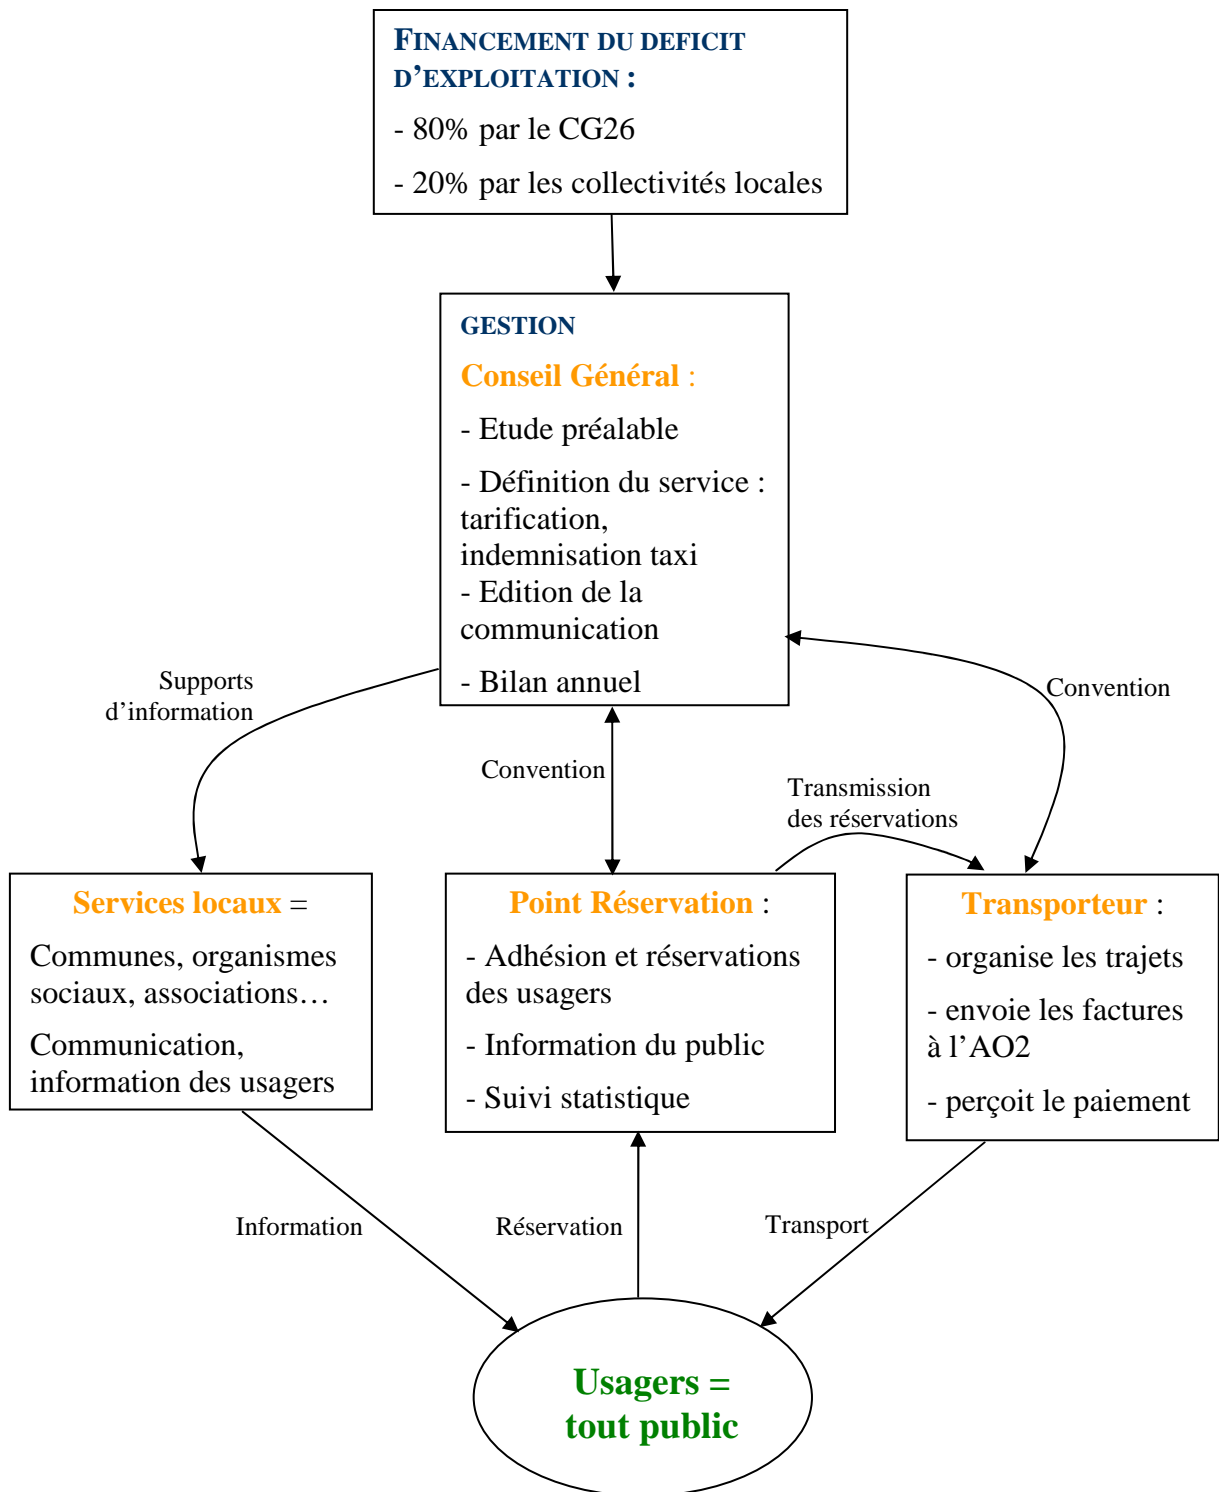 FINANCEMENT DU DEFICIT
D’EXPLOITATION :
- 80% par le CG26
- 20% par les collectivités locales
GESTION
Conseil Général :
- Etude préalable
- Définition du service :
tarification,
indemnisation taxi
- Edition de la
communication
- Bilan annuel
Supports
d’information
Convention
Convention
Transmission
des réservations
Services locaux =
Communes, organismes
sociaux, associations…
Communication,
information des usagers
Point Réservation :
- Adhésion et réservations
des usagers
- Information du public
- Suivi statistique
Transporteur :
- organise les trajets
- envoie les factures
à l’AO2
- perçoit le paiement
Information
Réservation
Transport
Usagers =
tout public